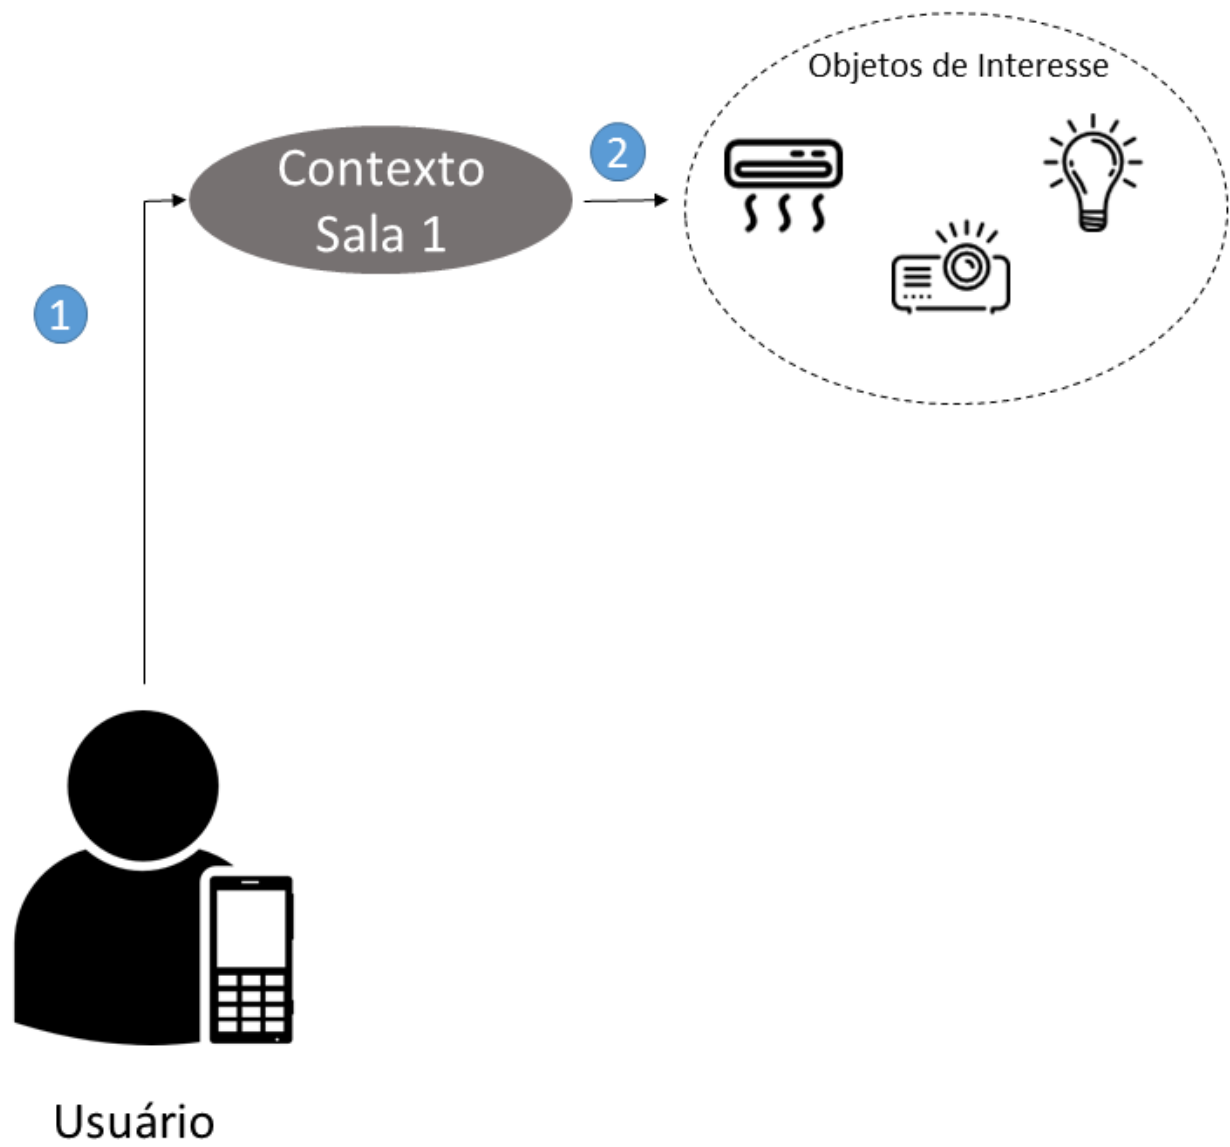 Objetos de Interesse
2
Contexto
Sala 1
1
Usuário